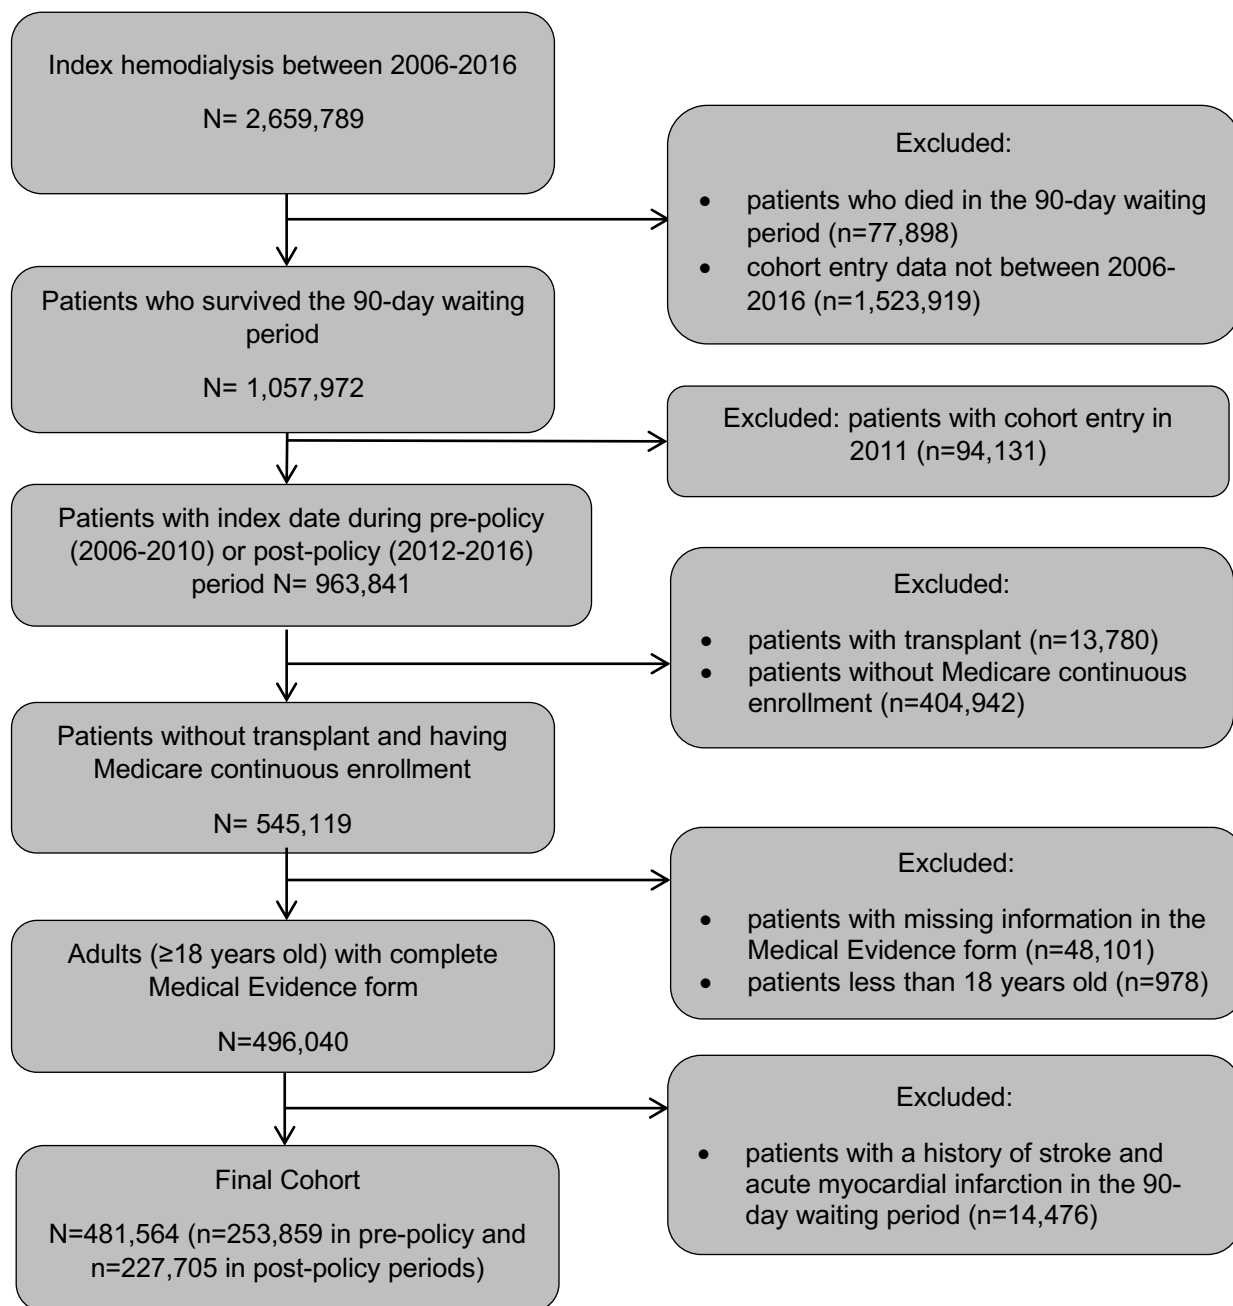 Index hemodialysis between 2006-2016
N= 2,659,789
Excluded:
• patients who died in the 90-day waiting
period (n=77,898)
• cohort entry data not between 2006-
2016 (n=1,523,919)
Patients who survived the 90-day waiting
period
N= 1,057,972
Excluded: patients with cohort entry in
2011 (n=94,131)
Patients with index date during pre-policy
(2006-2010) or post-policy (2012-2016)
period N= 963,841
Excluded:
• patients with transplant (n=13,780)
• patients without Medicare continuous
enrollment (n=404,942)
Patients without transplant and having
Medicare continuous enrollment
N= 545,119
Excluded:
• patients with missing information in the
Medical Evidence form (n=48,101)
• patients less than 18 years old (n=978)
Adults (≥18 years old) with complete
Medical Evidence form
N=496,040
Excluded:
• patients with a history of stroke and
acute myocardial infarction in the 90-
day waiting period (n=14,476)
Final Cohort
N=481,564 (n=253,859 in pre-policy and
n=227,705 in post-policy periods)